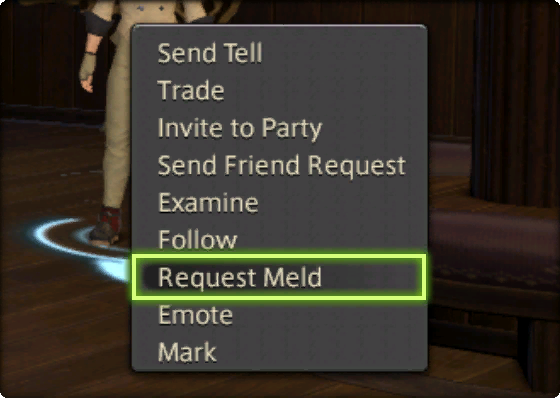 Send Tell
Trade
Invite to Party
Send Friend Request
Examine
Follow
Request Meld
Emote
Mark